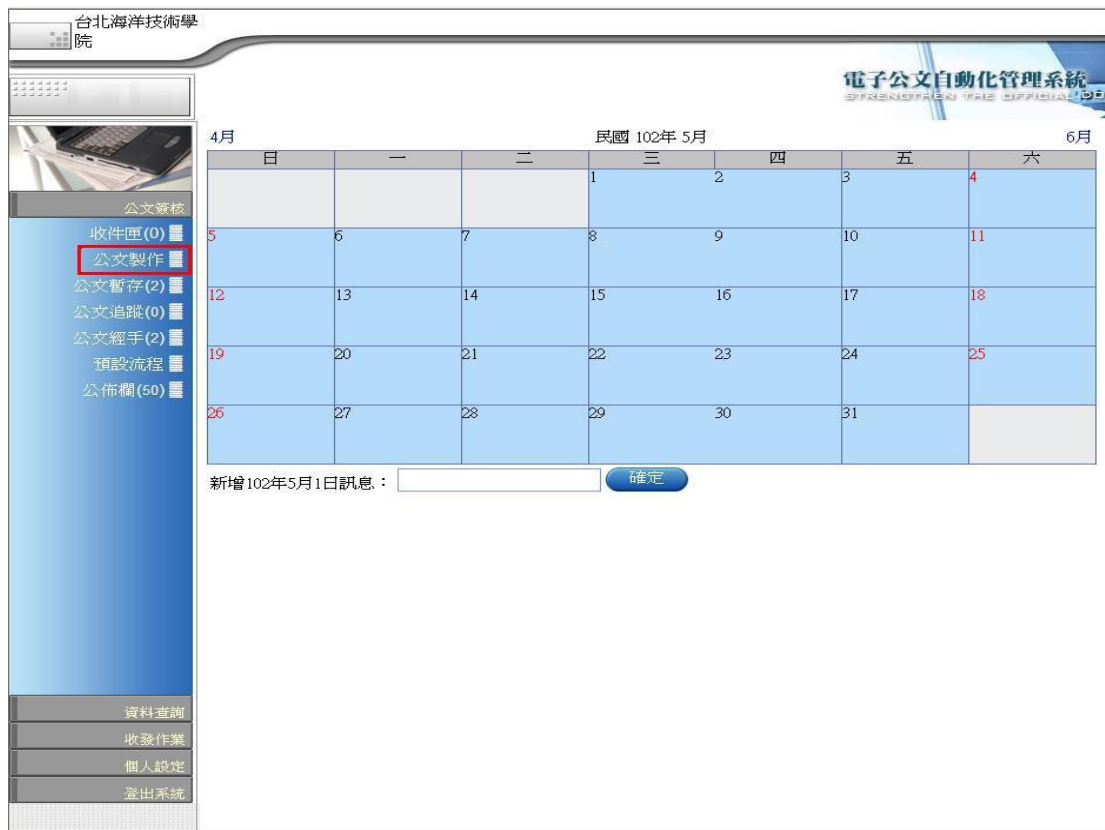 台北海洋技術學
院
電子公文自動化管理系統
STRENGTHEN THE OFFICIAL DO
4月 民國 102年 5月 6月
日 一 二 三 四 五 六
1 2 3 4
5 6 7 8 9 10 11
12 13 14 15 16 17 18
19 20 21 22 23 24 25
26 27 28 29 30 31
新增102年5月1日訊息： 確定
公文簽核
收件匣(0)
公文製作
公文暫存(2)
公文追蹤(0)
公文經手(2)
預設流程
公佈欄(50)
資料查詢
收發作業
個人設定
登出系統